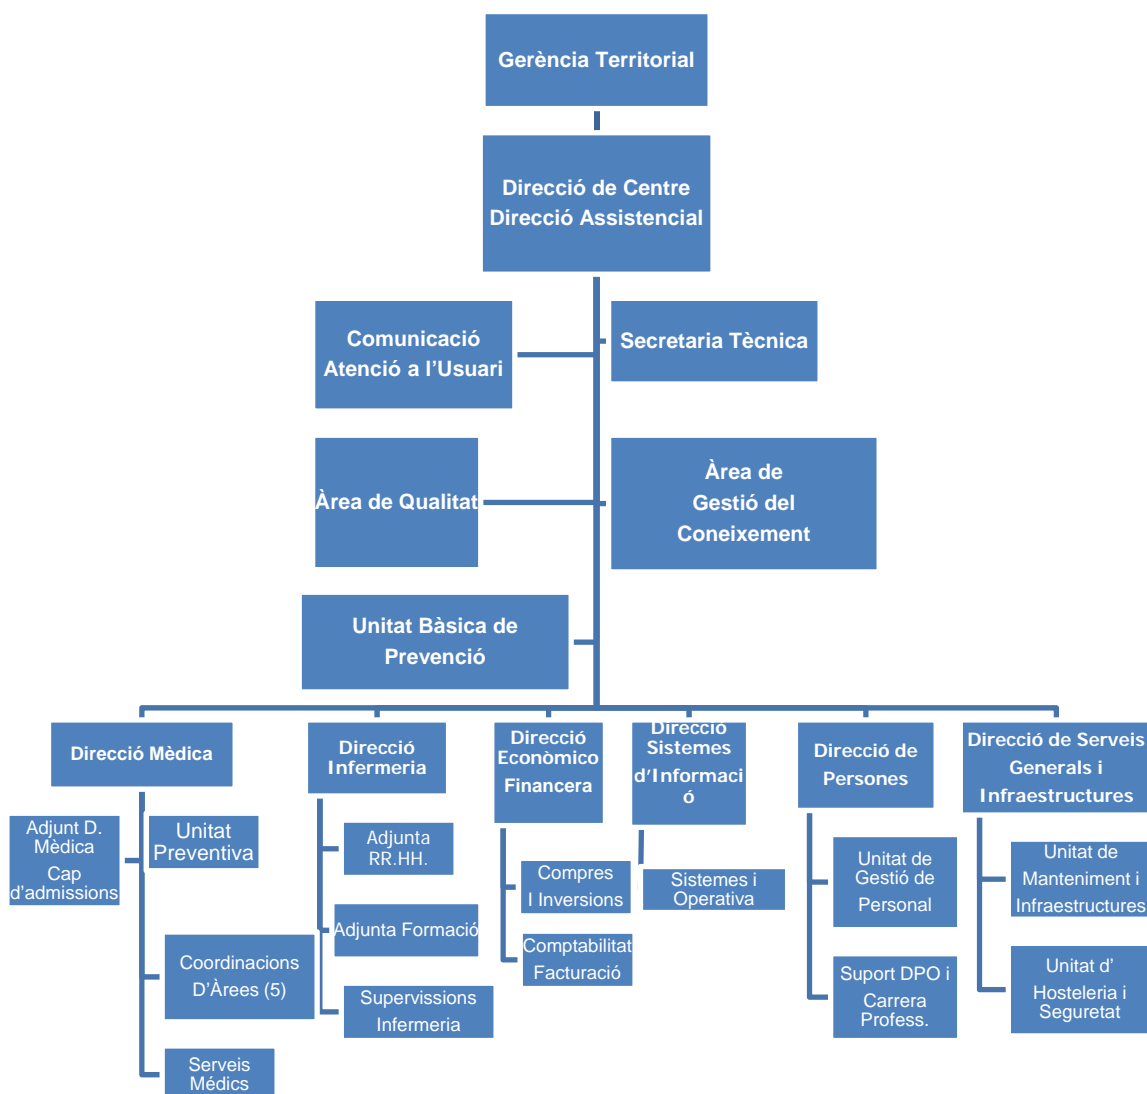 Gerència Territorial
Direcció de Centre
Direcció Assistencial
Comunicació
Atenció a l'Usuari
Secretaria Tècnica
Àrea de Qualitat
Àrea de
Gestió del
Coneixement
Unitat Bàsica de
Prevenció
Direcció Mèdica
Direcció
Infermeria
Direcció
Econòmico
Financera
Direcció
Sistemes
d'Informaci
ó
Direcció de
Persones
Direcció de Serveis
Generals i
Infraestructures
Adjunt D.
Mèdica
Cap
d'admissions
Unitat
Preventiva
Coordinacions
D'Àrees (5)
Serveis
Médics
Adjunta
RR.HH.
Adjunta Formació
Supervissions
Infermeria
Compres
I Inversions
Comptabilitat
Facturació
Sistemes i
Operativa
Unitat de
Gestió de
Personal
Suport DPO i
Carrera
Profess.
Unitat de
Manteniment i
Infraestructures
Unitat d'
Hosteleria i
Seguretat